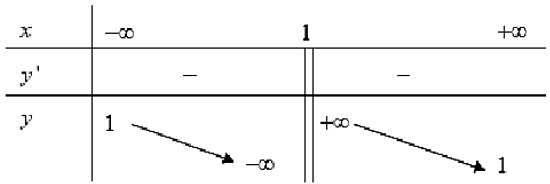 x −∞ 1 +∞
y' − −
y 1 −∞ +∞ 1